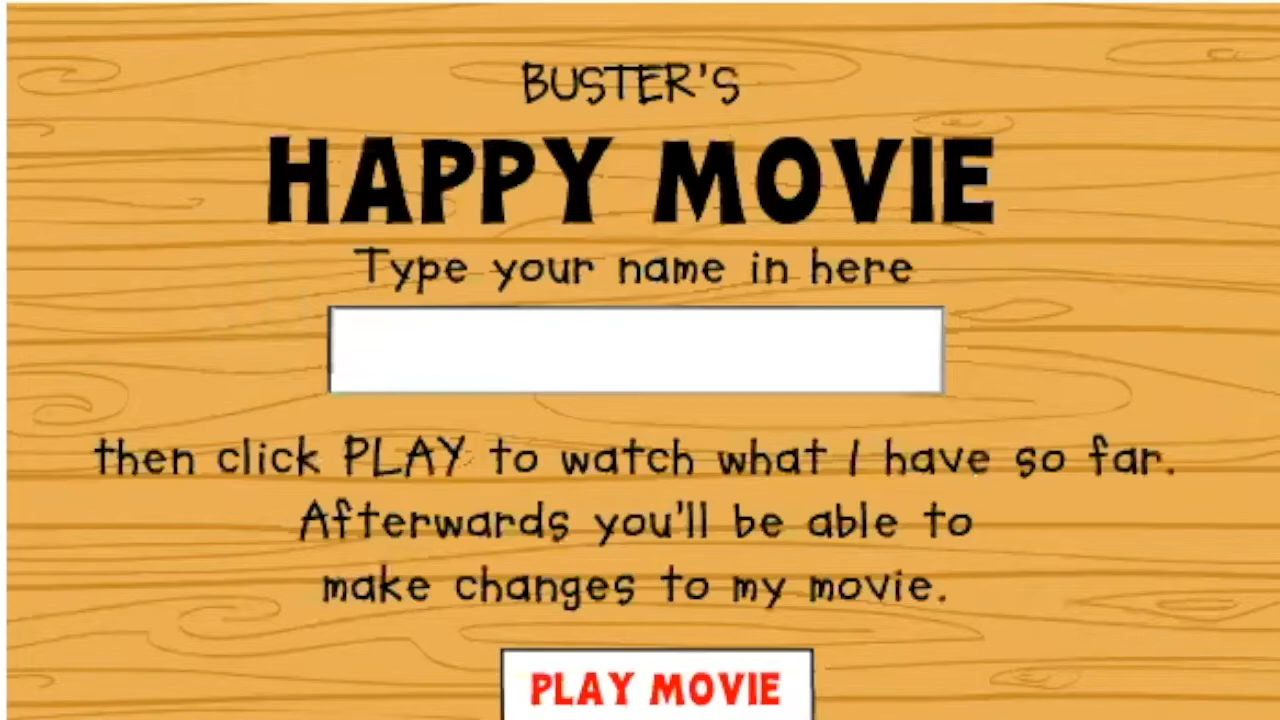 BUSTER'S
HAPPY MOVIE
Type your name in here
then click PLAY to watch what I have so far.
Afterwards you'll be able to
make changes to my movie.
PLAY MOVIE